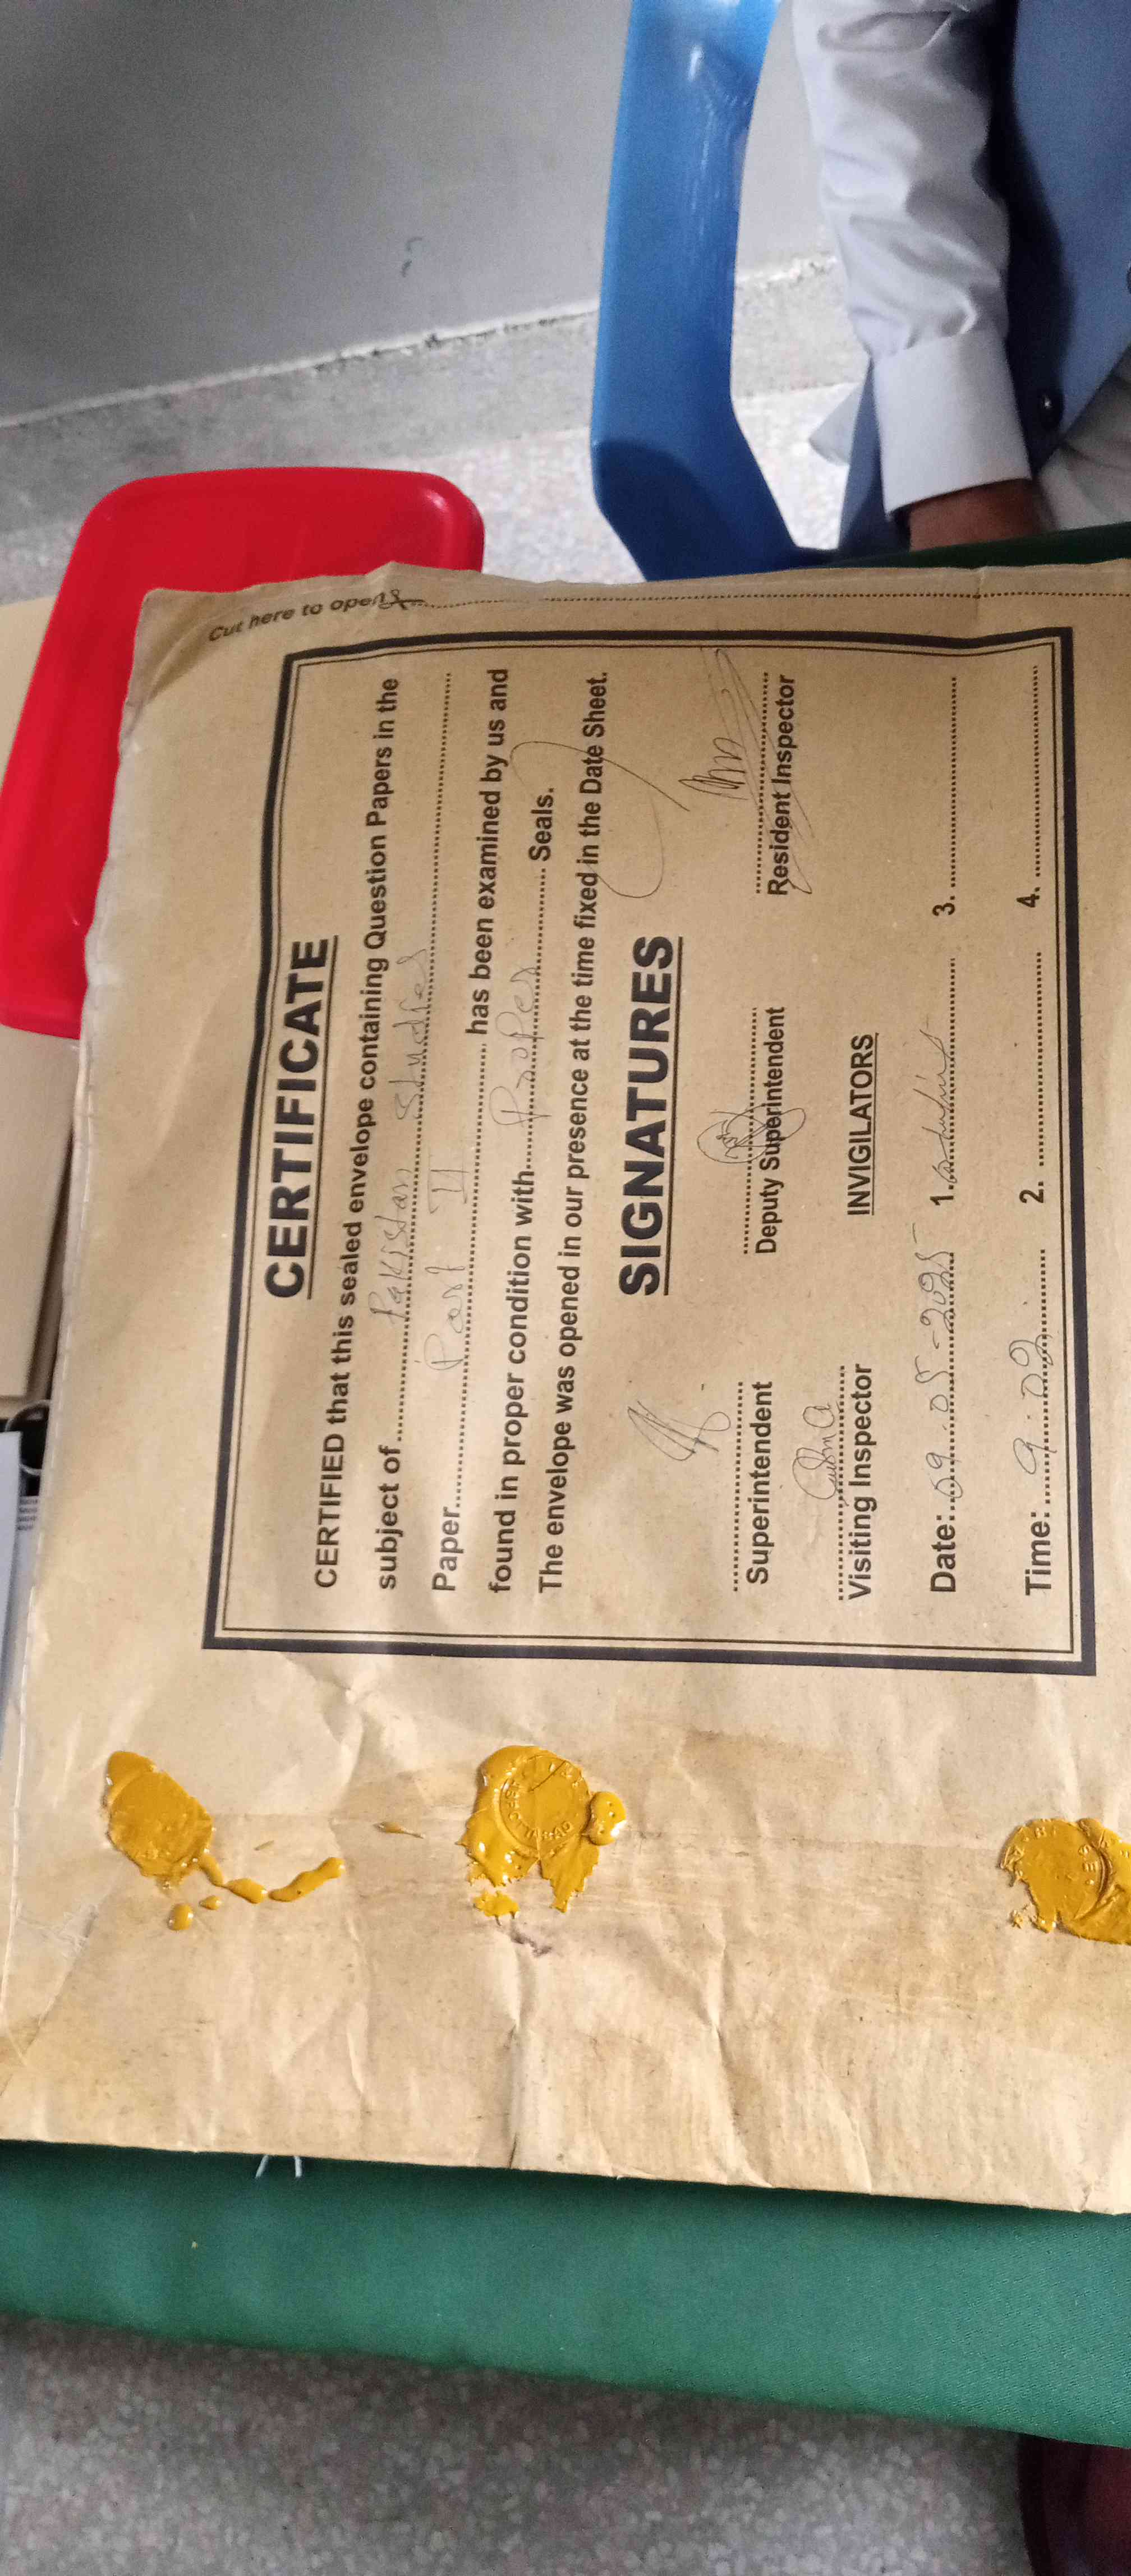 Cut here to open
CERTIFICATE
CERTIFIED that this sealed envelope containing Question Papers in the
subject of Pakistan Studies
Paper Part II has been examined by us and
found in proper condition with Proper Seals.
The envelope was opened in our presence at the time fixed in the Date Sheet.
SIGNATURES
Superintendent Deputy Superintendent Resident Inspector
Visiting Inspector INVIGILATORS
Date: 09-05-2025 1. 3.
Time: 9:02 2. 4.